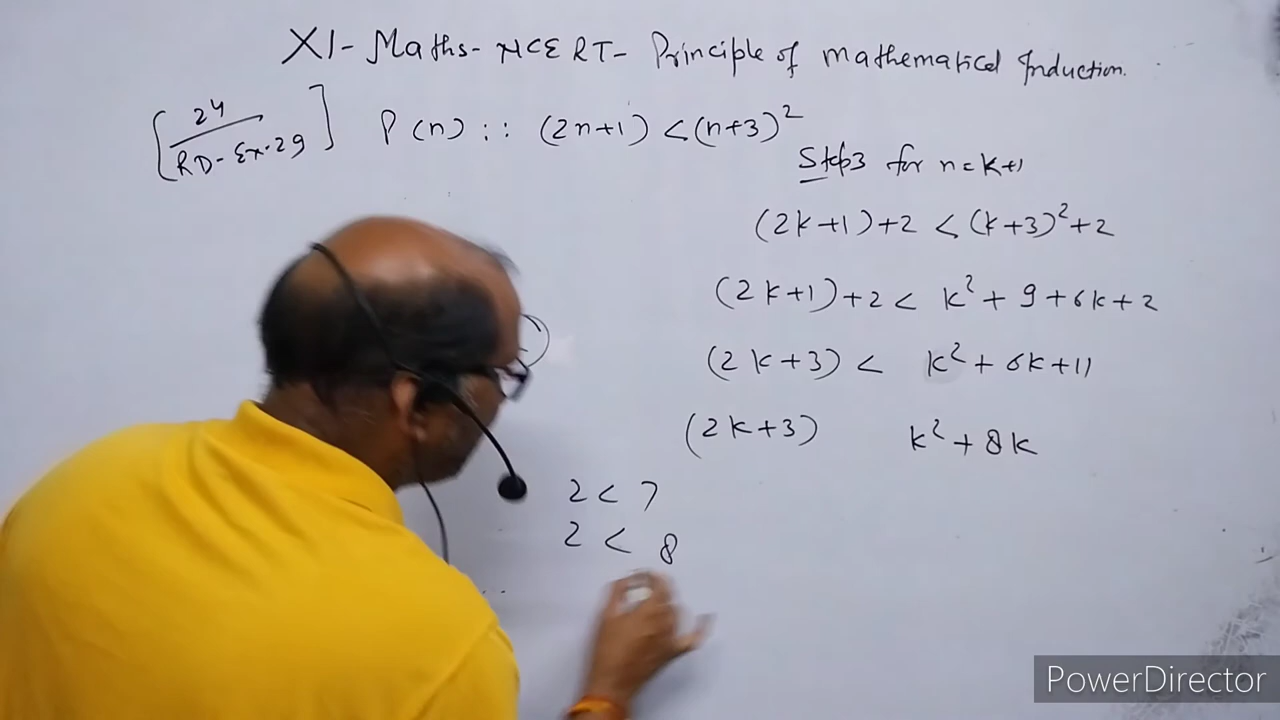 XI - Maths - NCERT - Principle of mathematical Induction.
24
RD - Ex. 29
P(n) : : (2n+1) < (n+3)²
Step3 for n = k+1
(2k+1)+2 < (k+3)²+2
(2k+1)+2 < k² + 9 + 6k + 2
(2k+3) < k² + 6k + 11
(2k+3) k² + 8k
2 < 7
2 < 8
PowerDirector